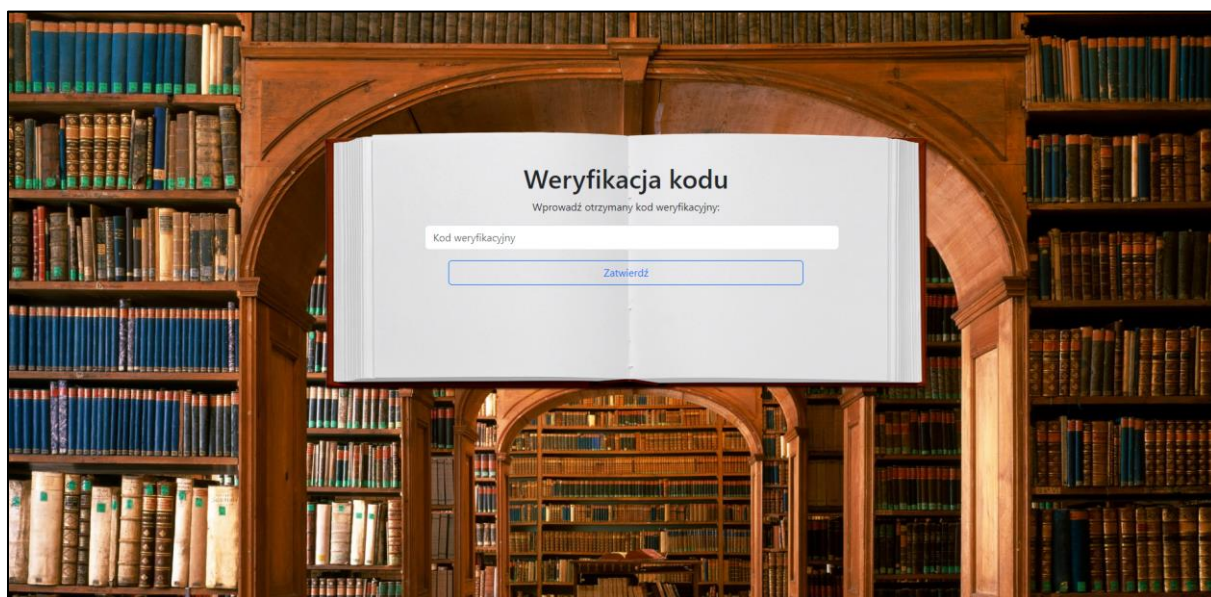 Weryfikacja kodu
Wprowadź otrzymany kod weryfikacyjny:
Kod weryfikacyjny
Zatwierdź